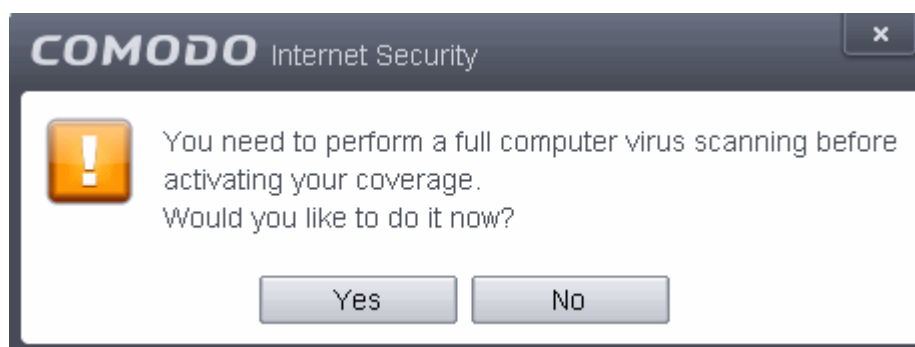 COMODO Internet Security
x
You need to perform a full computer virus scanning before
activating your coverage.
Would you like to do it now?
Yes No